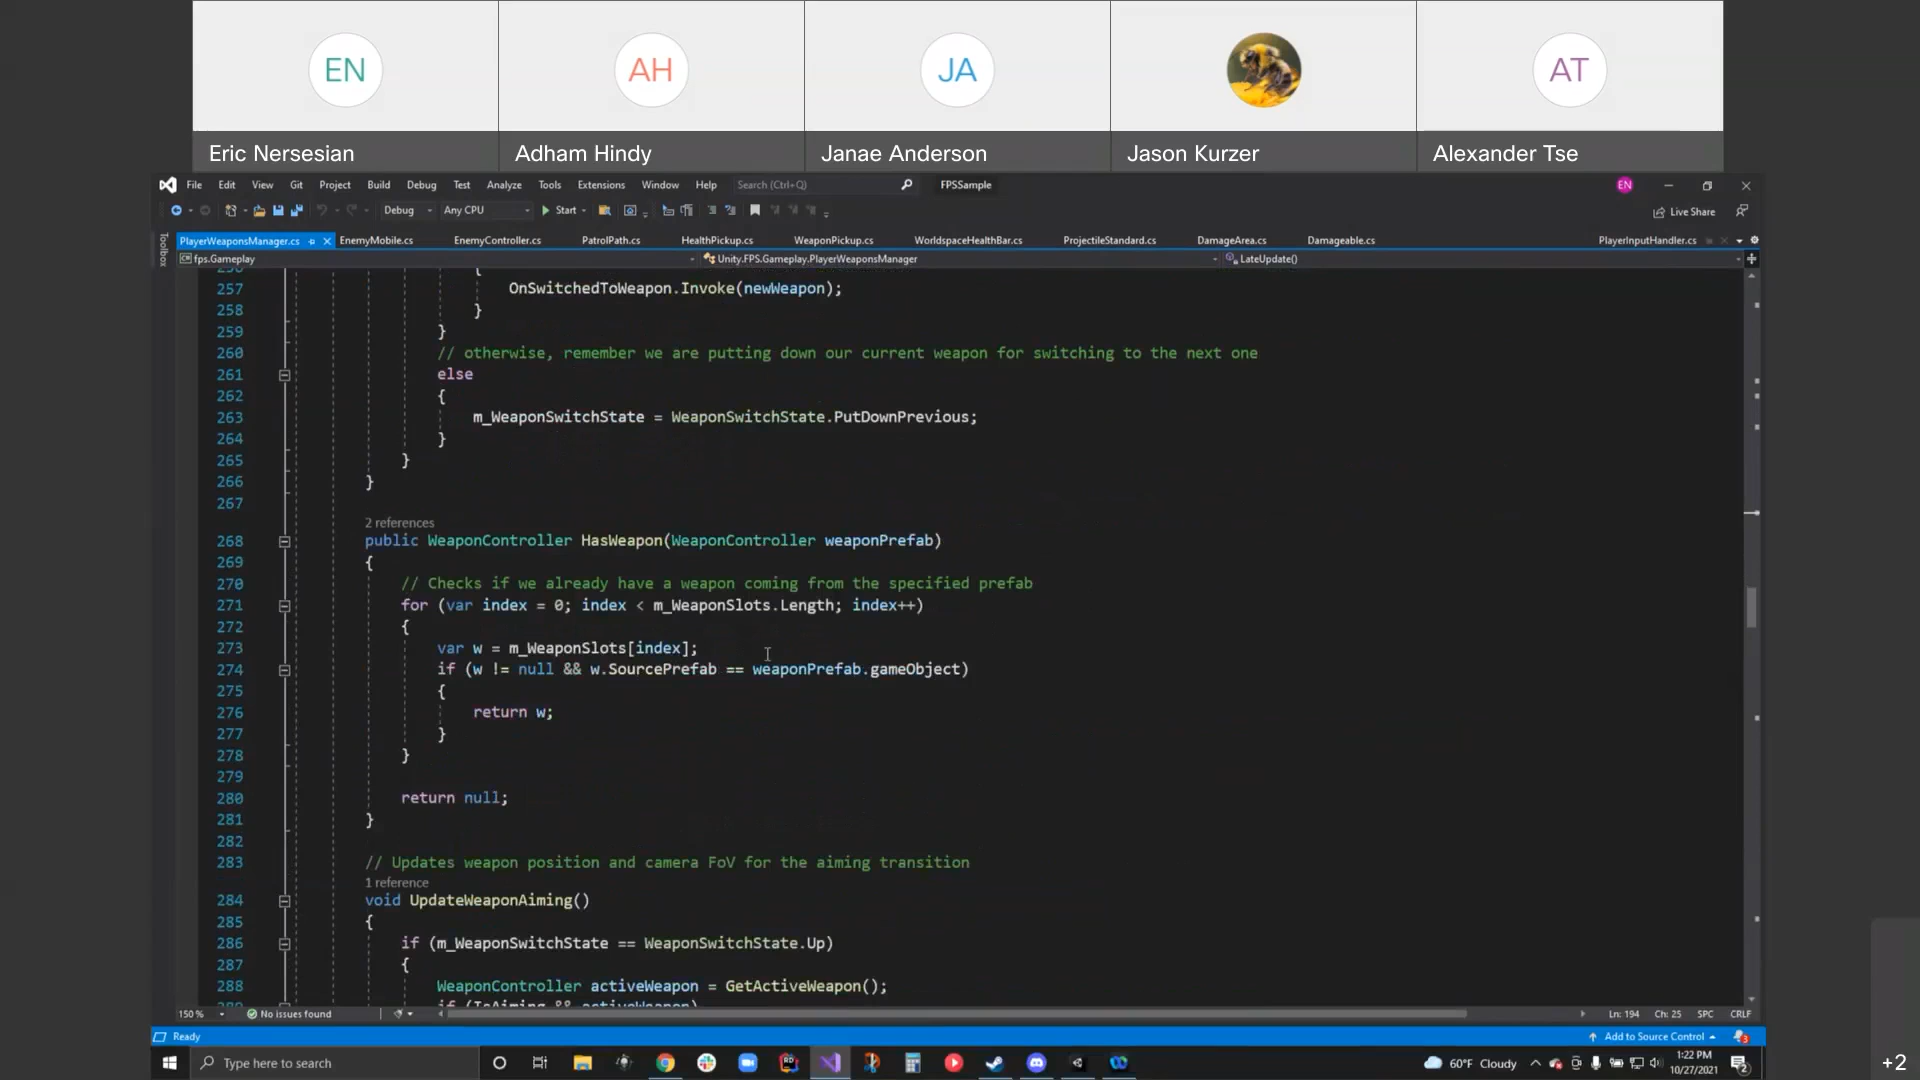 EN
AH
JA
AT
Eric Nersesian
Adham Hindy
Janae Anderson
Jason Kurzer
Alexander Tse
File Edit View Git Project Build Debug Test Analyze Tools Extensions Window Help Search (Ctrl+Q) FPSSample EN
Debug Any CPU Start Live Share
Toolbox
PlayerWeaponsManager.cs EnemyMobile.cs EnemyController.cs PatrolPath.cs HealthPickup.cs WeaponPickup.cs WorldspaceHealthBar.cs ProjectileStandard.cs DamageArea.cs Damageable.cs PlayerInputHandler.cs
fps.Gameplay Unity.FPS.Gameplay.PlayerWeaponsManager LateUpdate()
256 {
257 OnSwitchedToWeapon.Invoke(newWeapon);
258 }
259 }
260 // otherwise, remember we are putting down our current weapon for switching to the next one
261 else
262 {
263 m_WeaponSwitchState = WeaponSwitchState.PutDownPrevious;
264 }
265 }
266 }
267
2 references
268 public WeaponController HasWeapon(WeaponController weaponPrefab)
269 {
270 // Checks if we already have a weapon coming from the specified prefab
271 for (var index = 0; index < m_WeaponSlots.Length; index++)
272 {
273 var w = m_WeaponSlots[index];
274 if (w != null && w.SourcePrefab == weaponPrefab.gameObject)
275 {
276 return w;
277 }
278 }
279
280 return null;
281 }
282
283 // Updates weapon position and camera FoV for the aiming transition
1 reference
284 void UpdateWeaponAiming()
285 {
286 if (m_WeaponSwitchState == WeaponSwitchState.Up)
287 {
288 WeaponController activeWeapon = GetActiveWeapon();
289 if (IsAiming && activeWeapon)
150 % No issues found Ln: 194 Ch: 25 SPC CRLF
Ready Add to Source Control
Type here to search 60°F Cloudy 1:22 PM
10/27/2021
+2